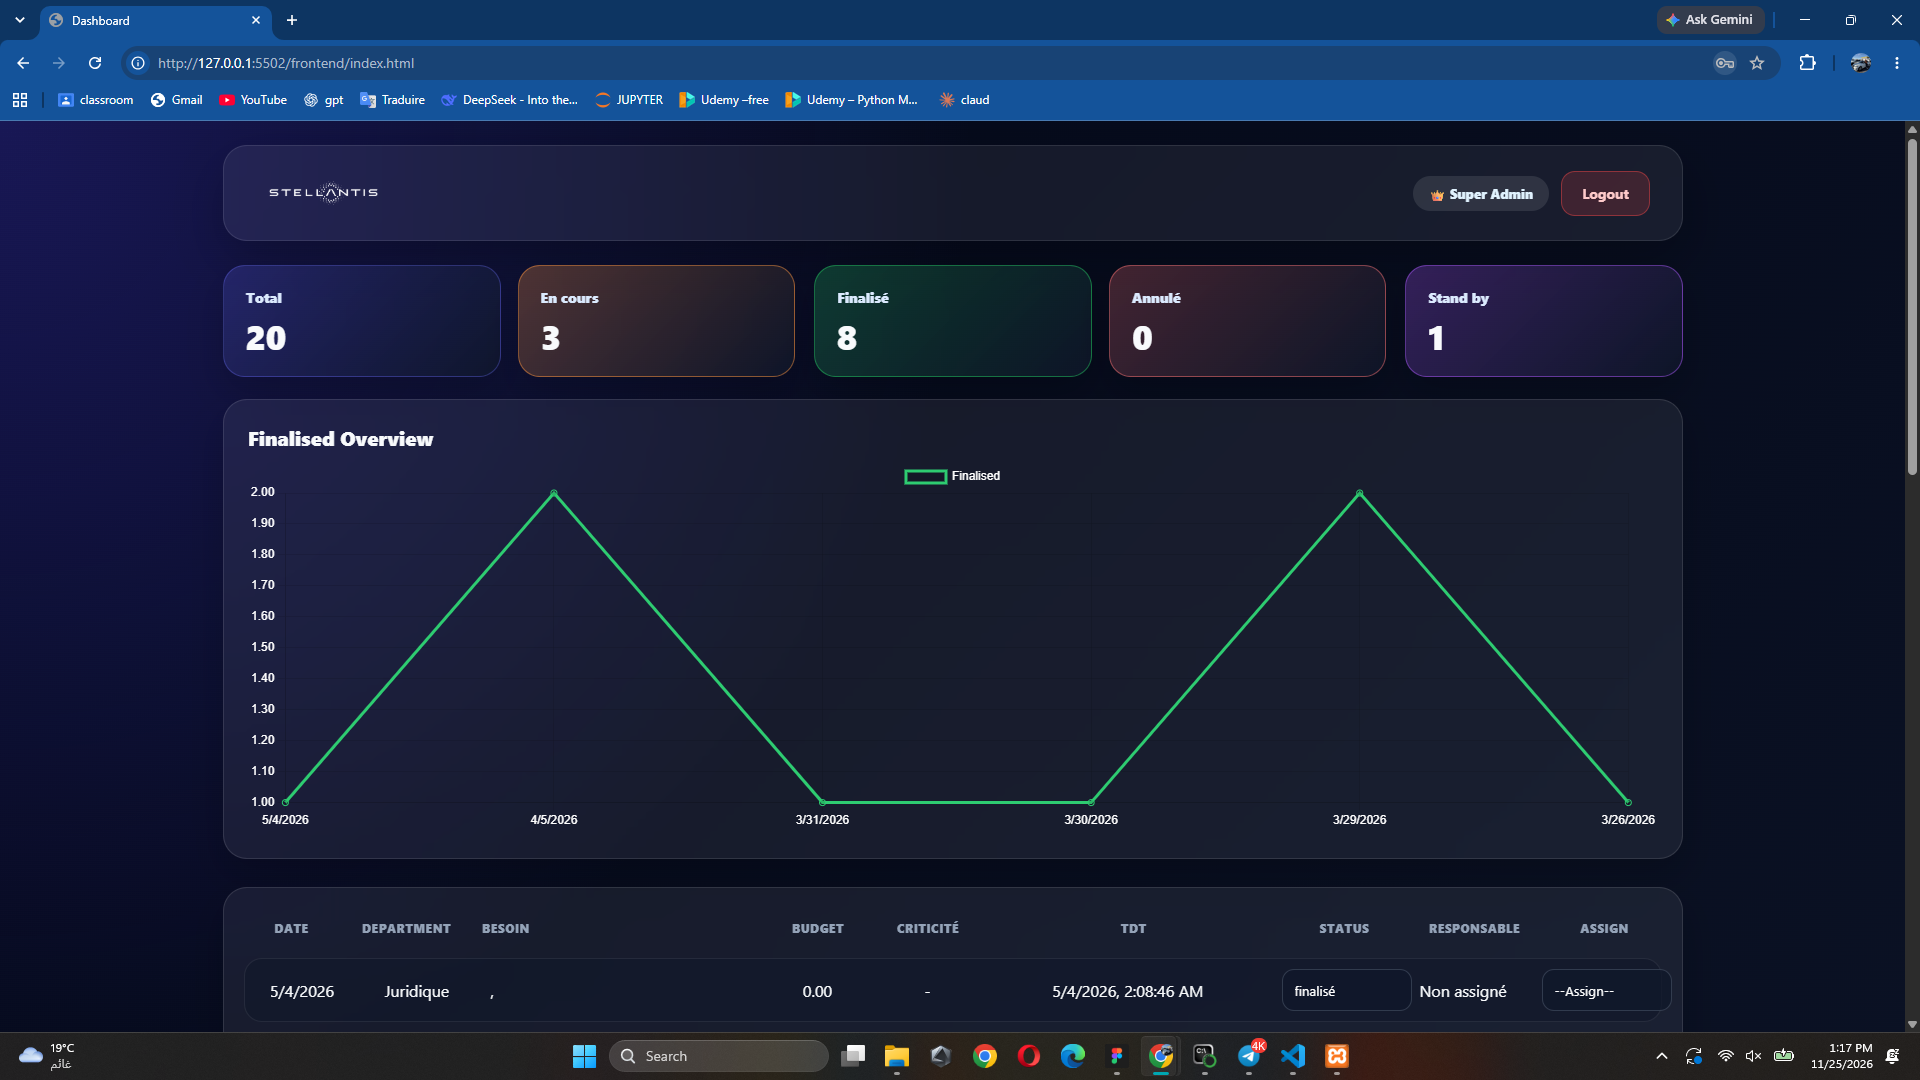 Dashboard
Ask Gemini
http://127.0.0.1:5502/frontend/index.html
classroom
Gmail
YouTube
gpt
Traduire
DeepSeek - Into the...
JUPYTER
Udemy –free
Udemy – Python M...
claud
STELLANTIS
Super Admin
Logout
Total
20
En cours
3
Finalisé
8
Annulé
0
Stand by
1
Finalised Overview
Finalised
2.00
1.90
1.80
1.70
1.60
1.50
1.40
1.30
1.20
1.10
1.00
5/4/2026 4/5/2026 3/31/2026 3/30/2026 3/29/2026 3/26/2026
DATE DEPARTMENT BESOIN BUDGET CRITICITÉ TDT STATUS RESPONSABLE ASSIGN
5/4/2026 Juridique , 0.00 - 5/4/2026, 2:08:46 AM finalisé Non assigné --Assign--
19°C
غائم
Search
4K
1:17 PM
11/25/2026